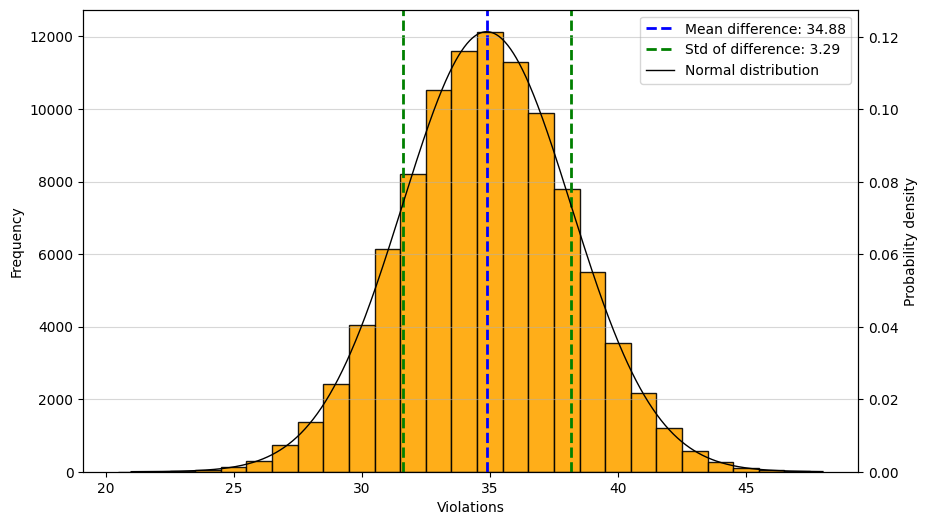 Mean difference: 34.88
Std of difference: 3.29
Normal distribution
12000
10000
8000
6000
4000
2000
0
Frequency
0.12
0.10
0.08
0.06
0.04
0.02
0.00
Probability density
20 25 30 35 40 45
Violations